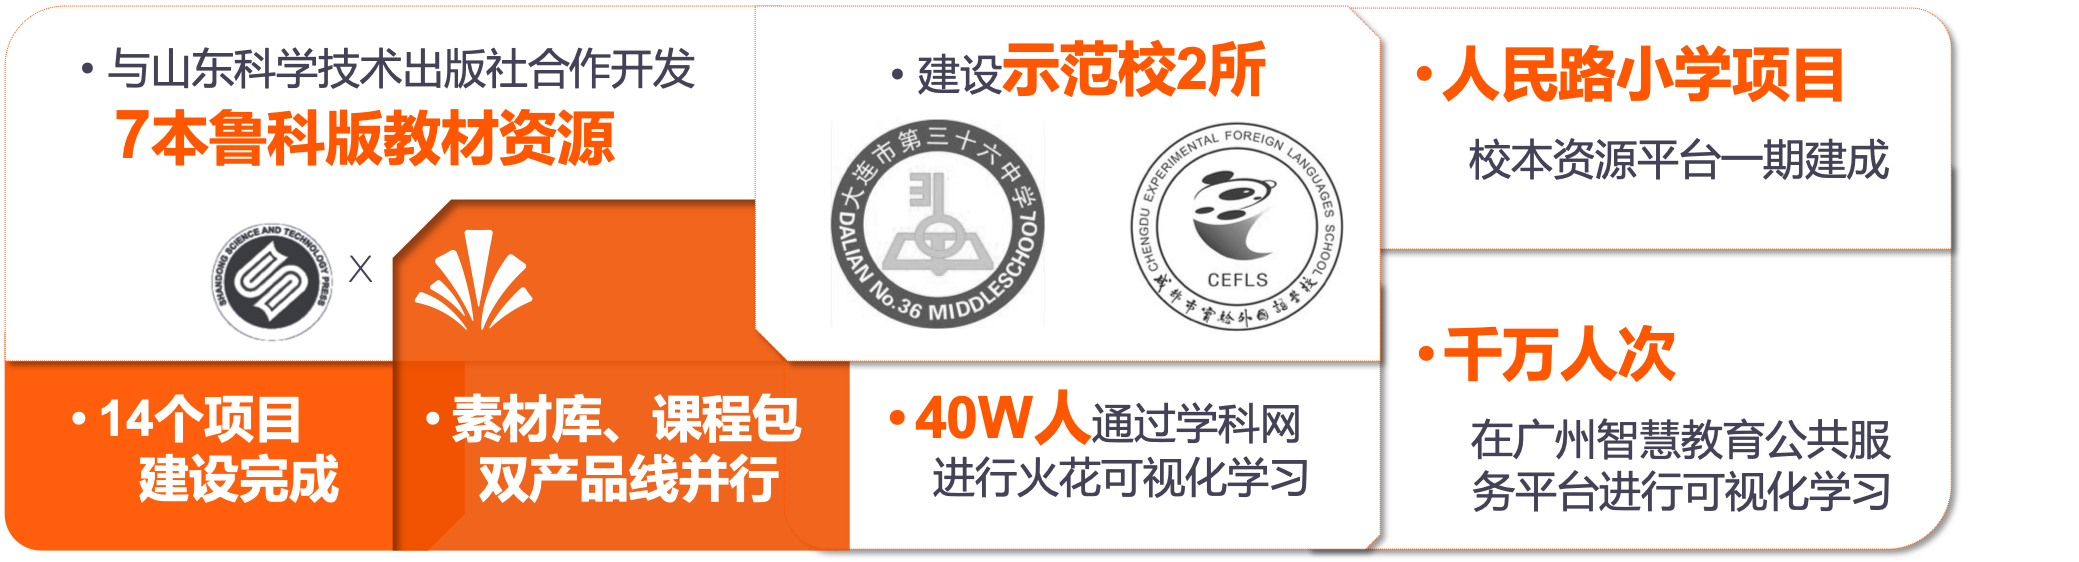 • 与山东科学技术出版社合作开发
7本鲁科版教材资源
SHANDONG SCIENCE AND TECHNOLOGY PRESS
X
• 14个项目
建设完成
• 素材库、课程包
双产品线并行
• 建设示范校2所
大连市第三十六中学
DALIAN No.36 MIDDLESCHOOL
CHENGDU EXPERIMENTAL FOREIGN LANGUAGES SCHOOL
CEFLS
成都市实验外国语学校
• 40W人通过学科网
进行火花可视化学习
• 人民路小学项目
校本资源平台一期建成
• 千万人次
在广州智慧教育公共服
务平台进行可视化学习